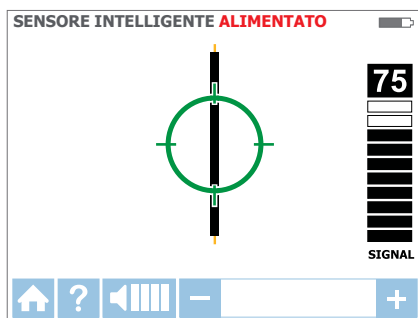 SENSORE INTELLIGENTE ALIMENTATO
75
SIGNAL
?
− +